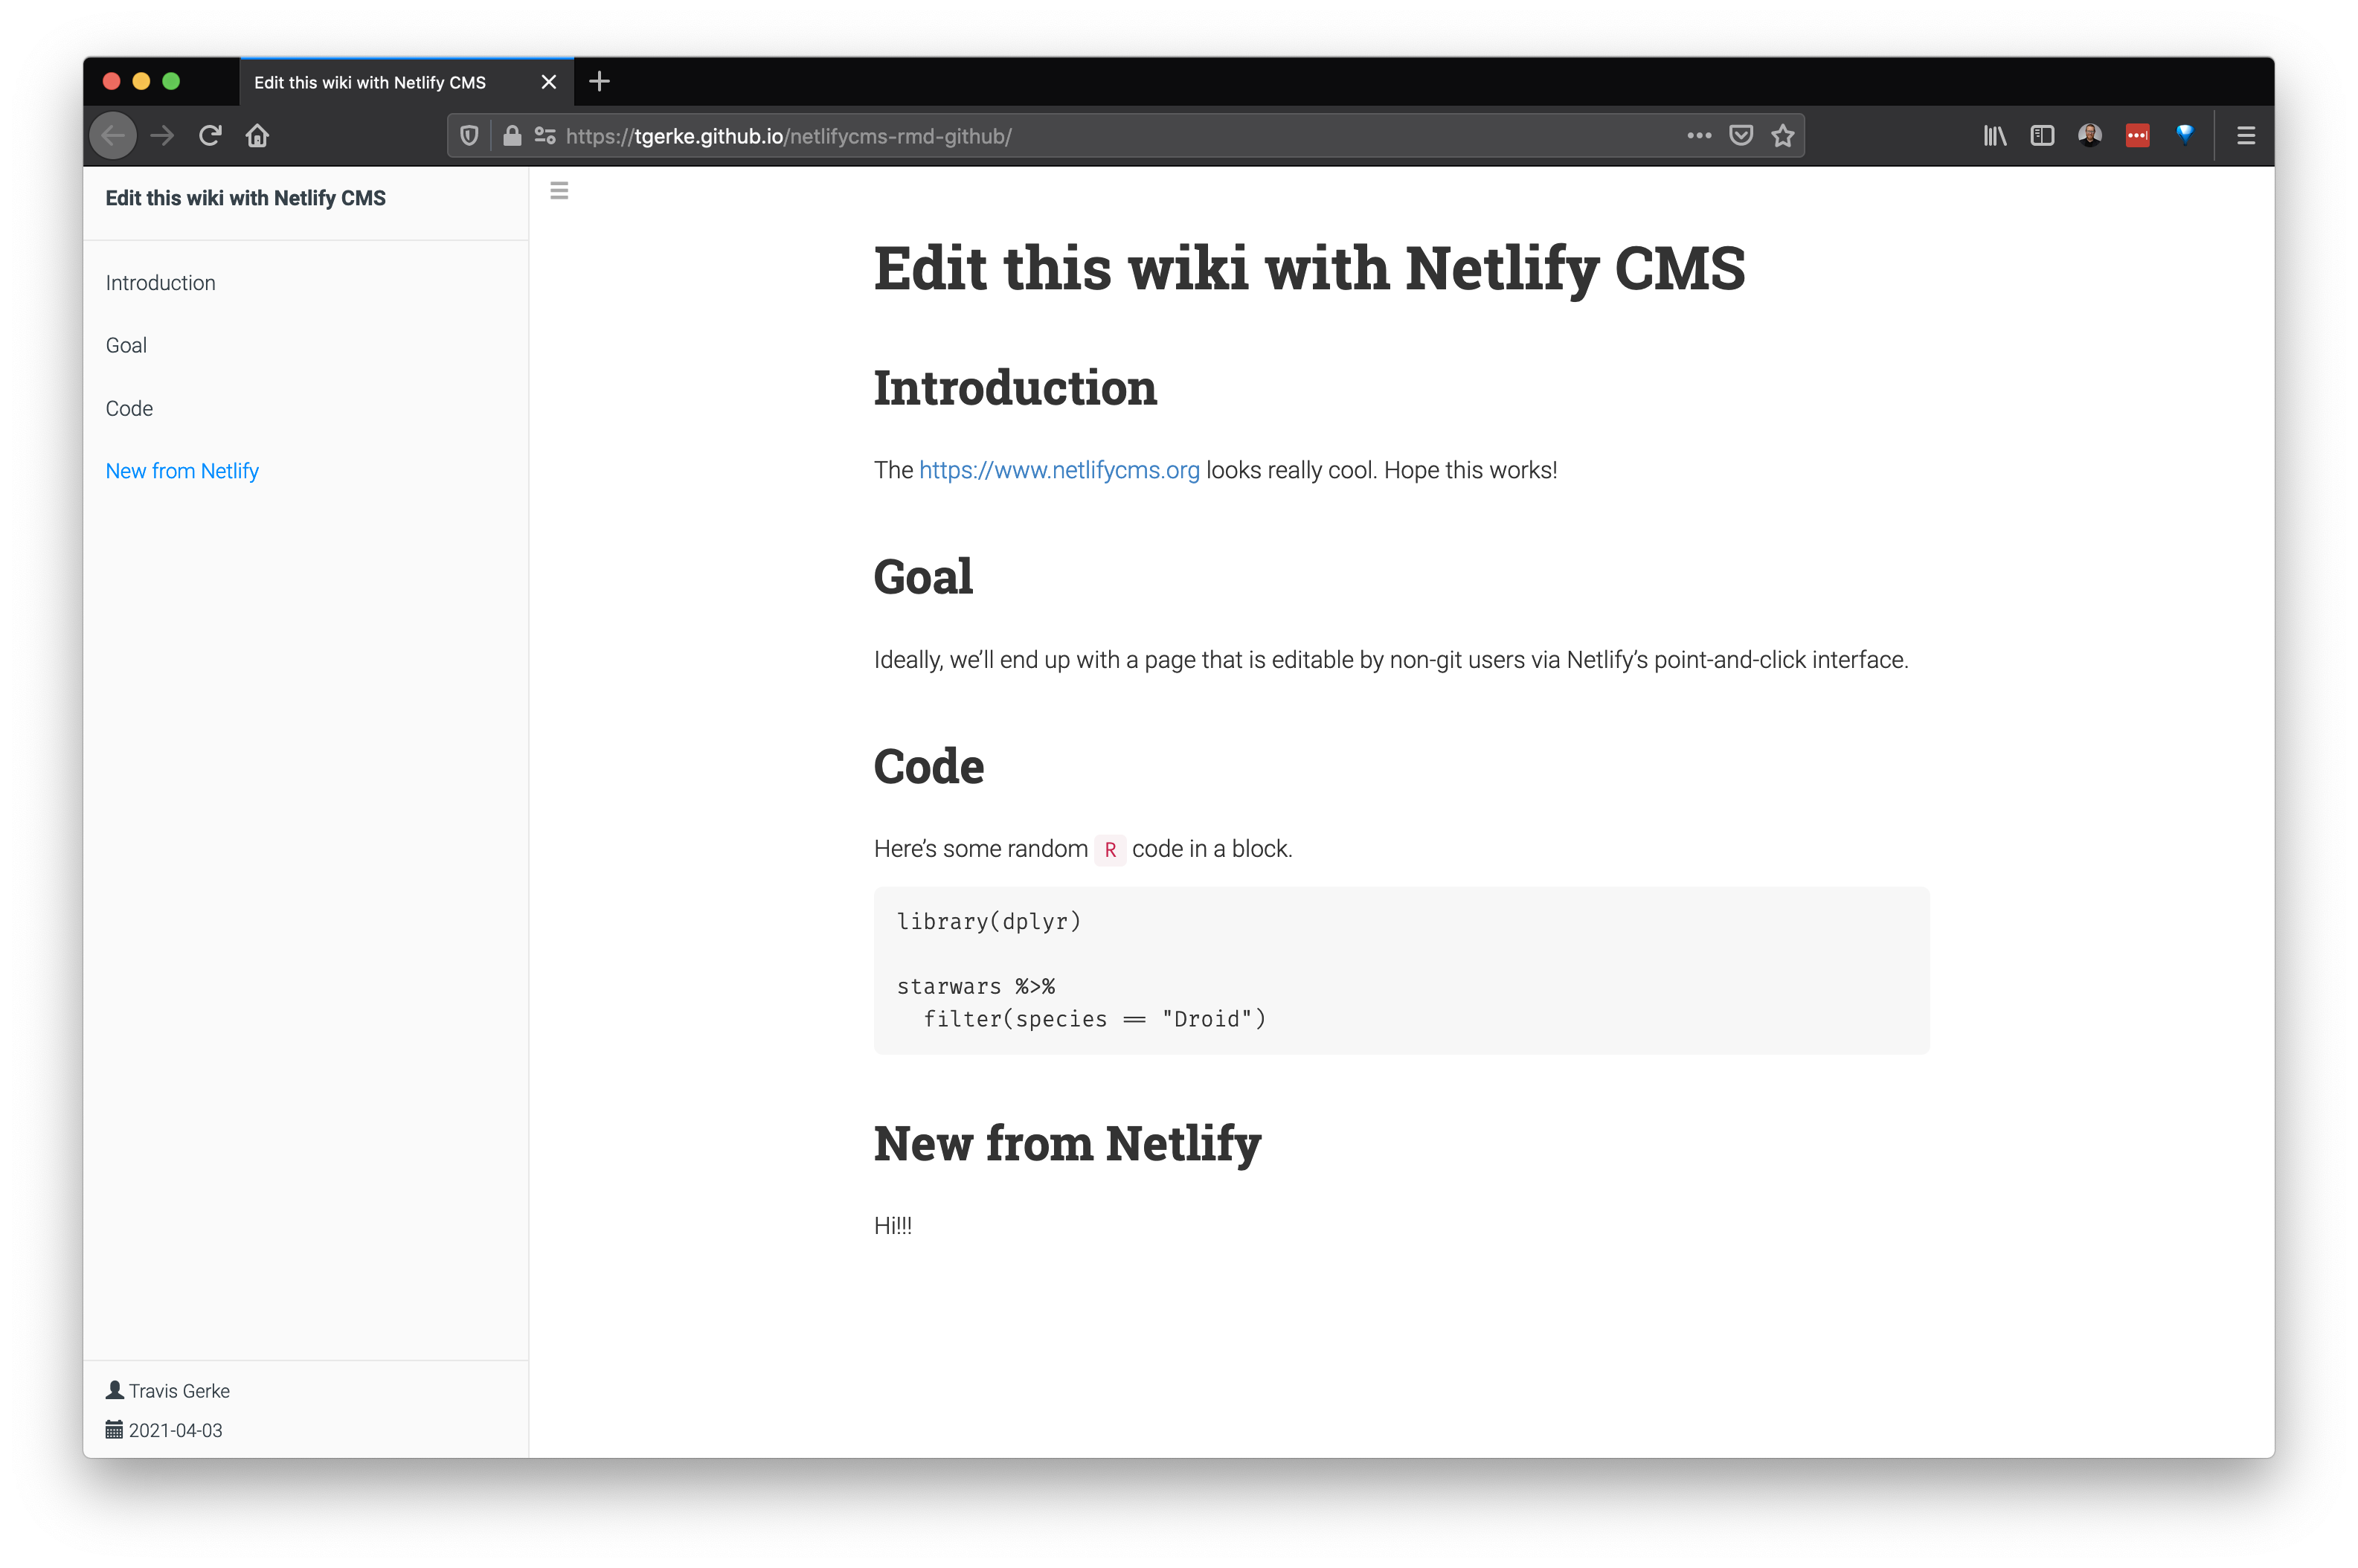 Edit this wiki with Netlify CMS
https://tgerke.github.io/netlifycms-rmd-github/
Edit this wiki with Netlify CMS
Introduction
Goal
Code
New from Netlify
Travis Gerke
2021-04-03
Edit this wiki with Netlify CMS
Introduction
The https://www.netlifycms.org looks really cool. Hope this works!
Goal
Ideally, we’ll end up with a page that is editable by non-git users via Netlify’s point-and-click interface.
Code
Here’s some random R code in a block.
library(dplyr)
starwars %>%
  filter(species == "Droid")
New from Netlify
Hi!!!